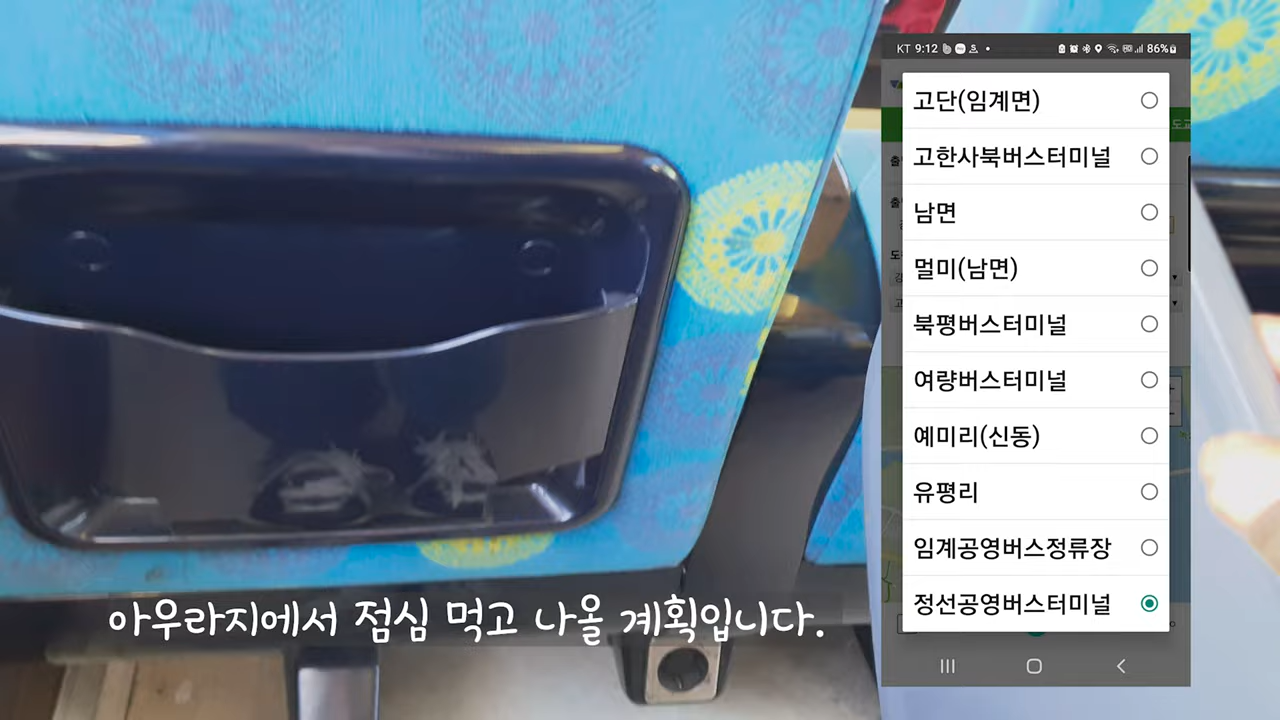 KT 9:12
86%
고단(임계면)
고한사북버스터미널
남면
멀미(남면)
북평버스터미널
여량버스터미널
예미리(신동)
유평리
임계공영버스정류장
정선공영버스터미널
아우라지에서 점심 먹고 나올 계획입니다.